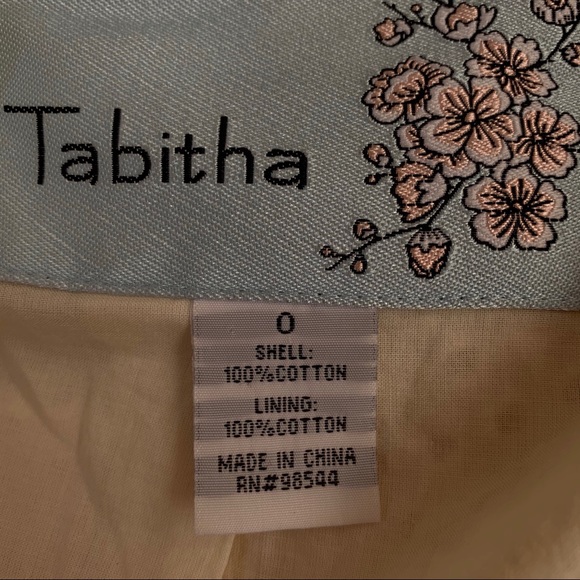 Tabitha
0
SHELL:
100%COTTON
LINING:
100%COTTON
MADE IN CHINA
RN#98544